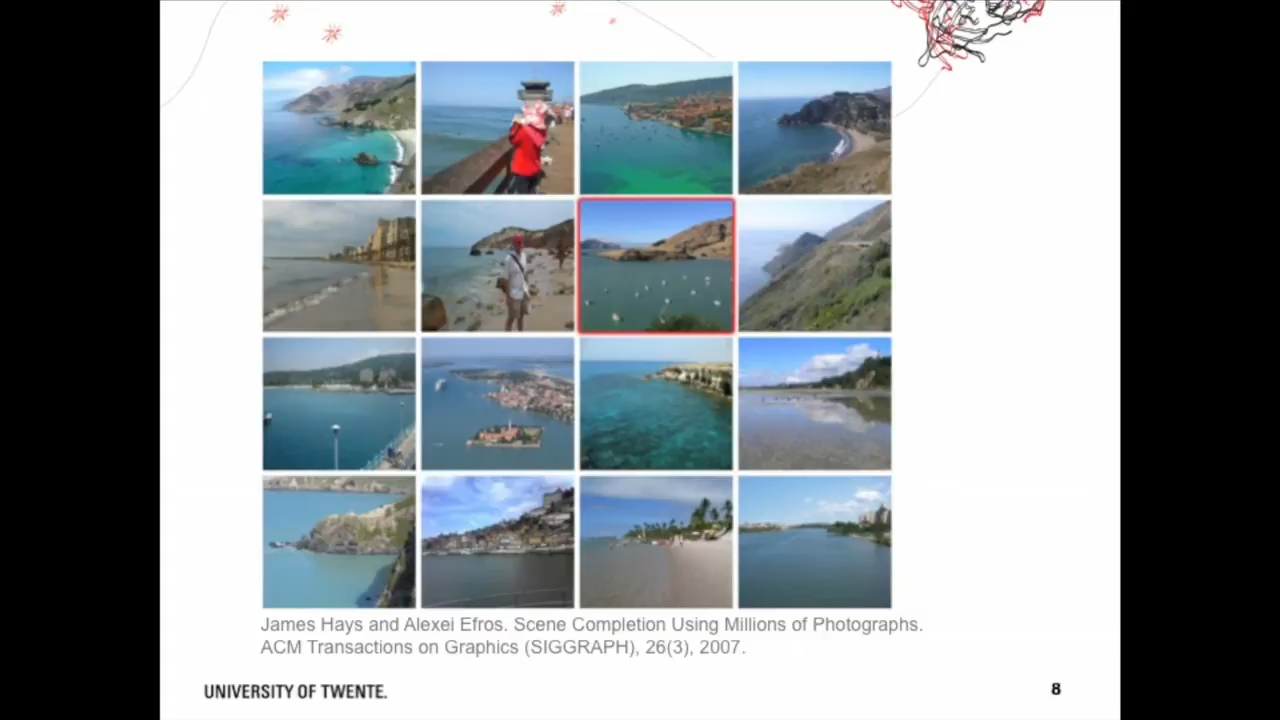 James Hays and Alexei Efros. Scene Completion Using Millions of Photographs.
ACM Transactions on Graphics (SIGGRAPH), 26(3), 2007.
UNIVERSITY OF TWENTE.
8